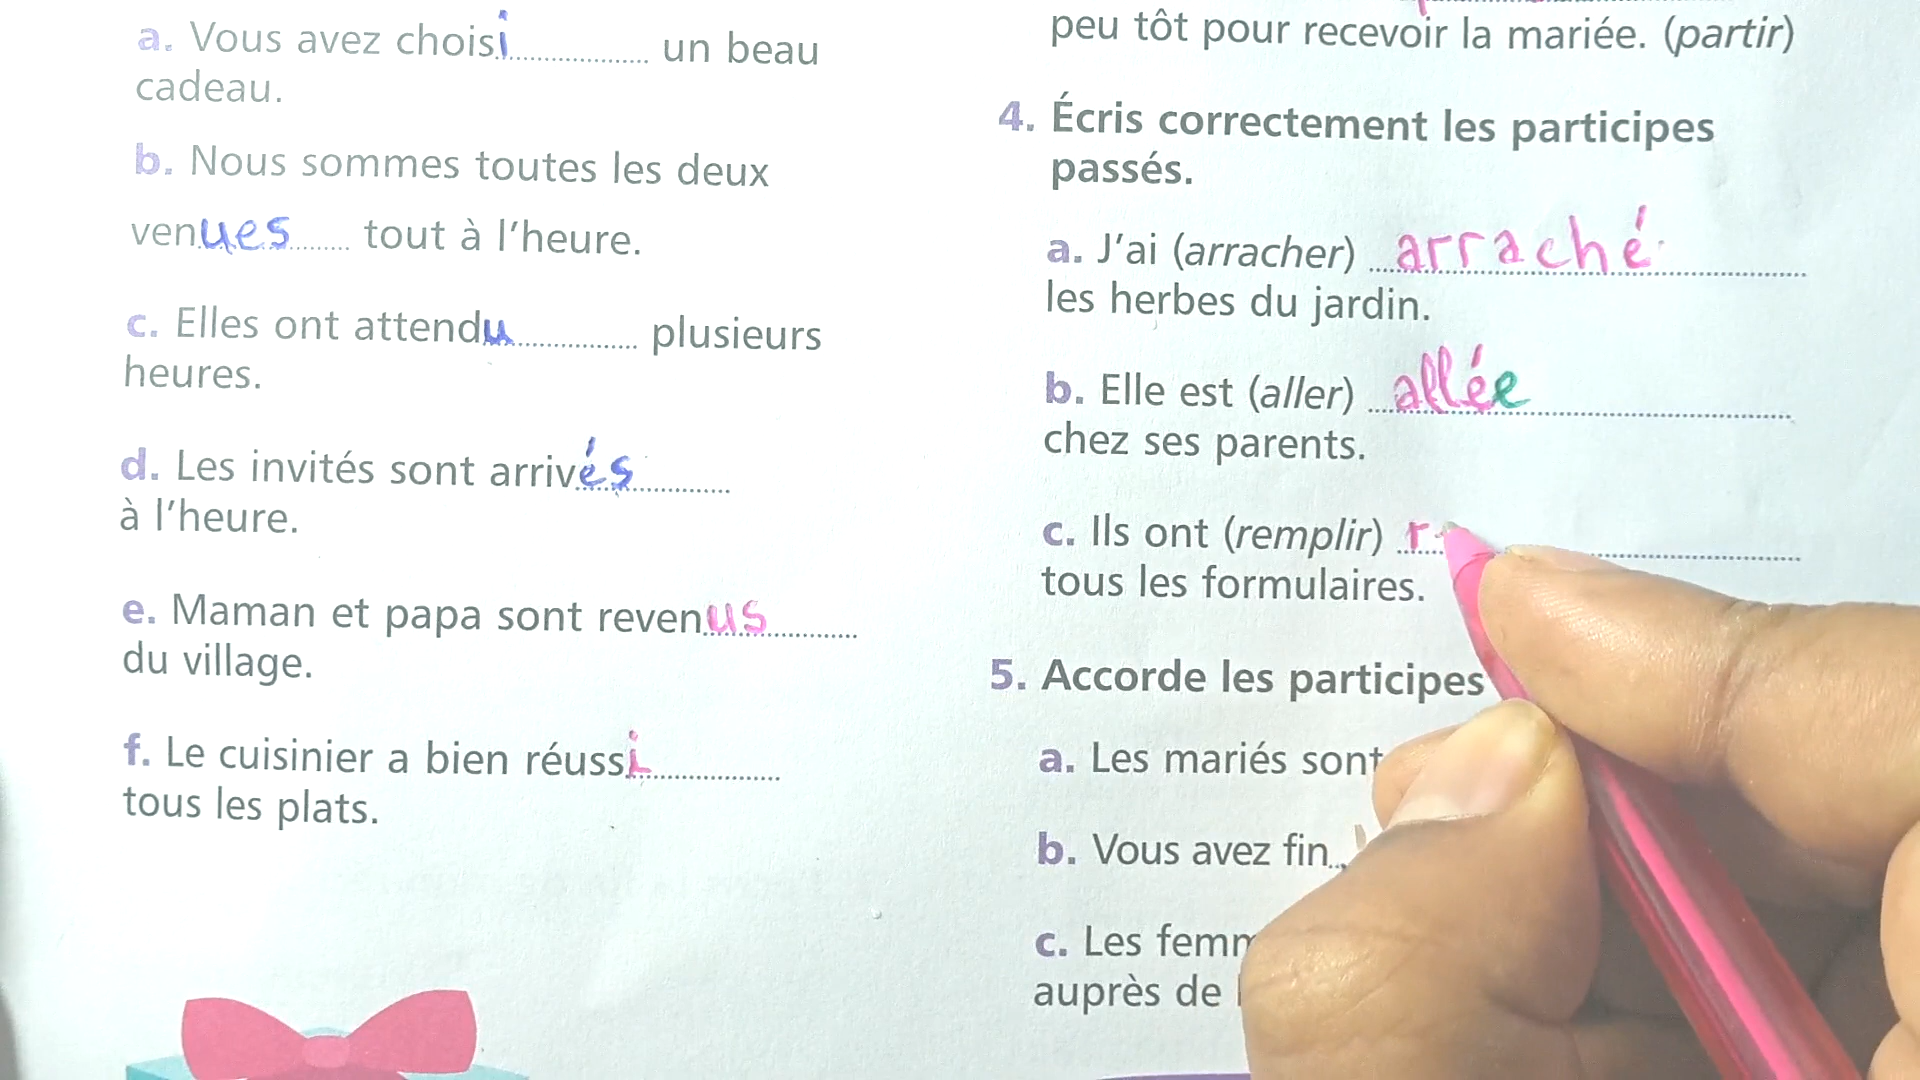 a. Vous avez choisi un beau
cadeau.
b. Nous sommes toutes les deux
venues tout à l'heure.
c. Elles ont attendu plusieurs
heures.
d. Les invités sont arrivés
à l'heure.
e. Maman et papa sont revenus
du village.
f. Le cuisinier a bien réussi
tous les plats.
peu tôt pour recevoir la mariée. (partir)
4. Écris correctement les participes
passés.
a. J'ai (arracher) arraché
les herbes du jardin.
b. Elle est (aller) allée
chez ses parents.
c. Ils ont (remplir) r
tous les formulaires.
5. Accorde les participes
a. Les mariés sont
b. Vous avez fin
c. Les
auprès de